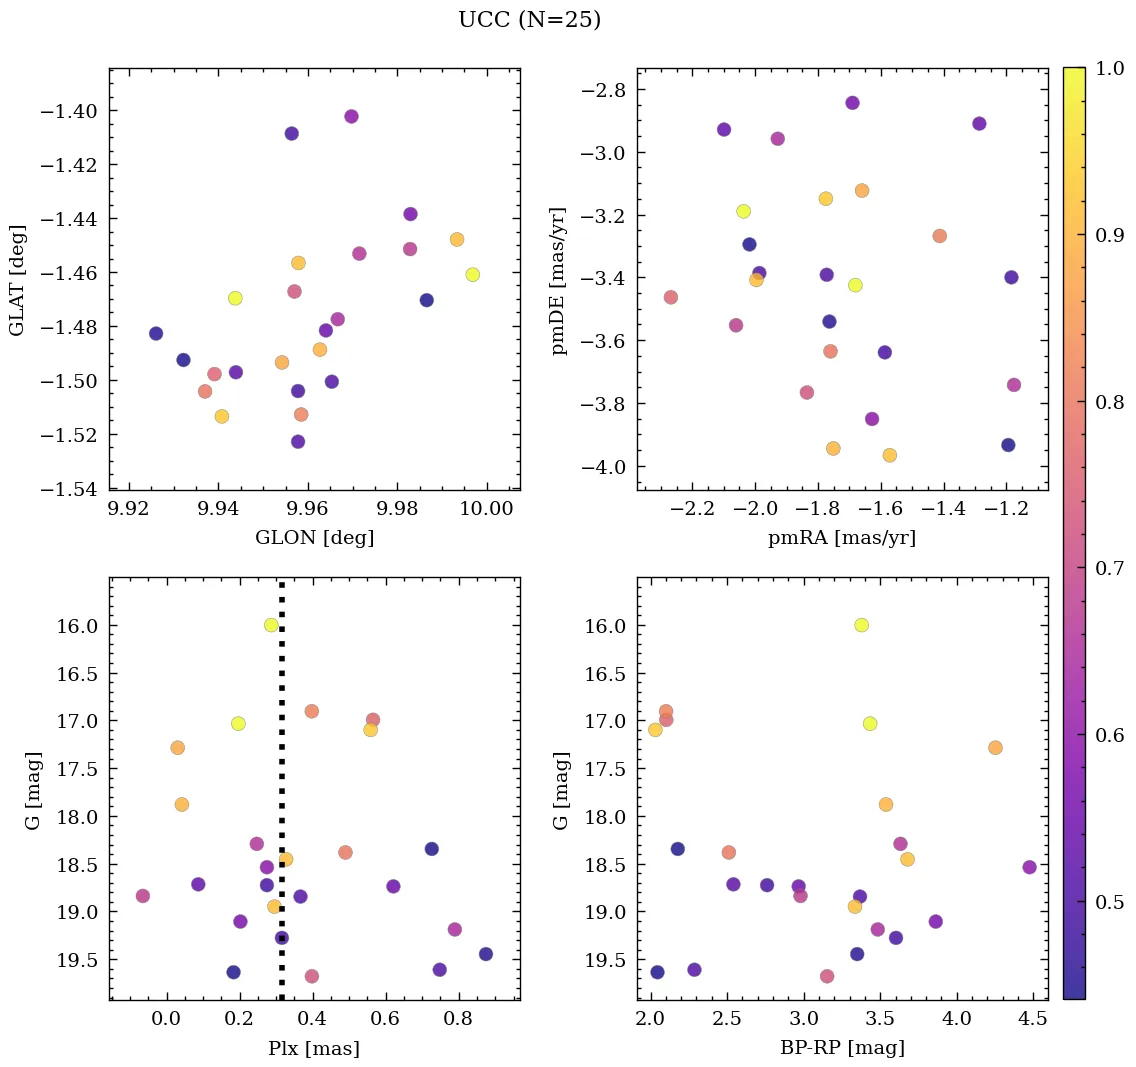 UCC (N=25)
−1.40
−1.42
−1.44
−1.46
−1.48
−1.50
−1.52
−1.54
GLAT [deg]
9.92 9.94 9.96 9.98 10.00
GLON [deg]
−2.8
−3.0
−3.2
−3.4
−3.6
−3.8
−4.0
pmDE [mas/yr]
−2.2 −2.0 −1.8 −1.6 −1.4 −1.2
pmRA [mas/yr]
1.0
0.9
0.8
0.7
0.6
0.5
16.0
16.5
17.0
17.5
18.0
18.5
19.0
19.5
G [mag]
0.0 0.2 0.4 0.6 0.8
Plx [mas]
16.0
16.5
17.0
17.5
18.0
18.5
19.0
19.5
G [mag]
2.0 2.5 3.0 3.5 4.0 4.5
BP-RP [mag]